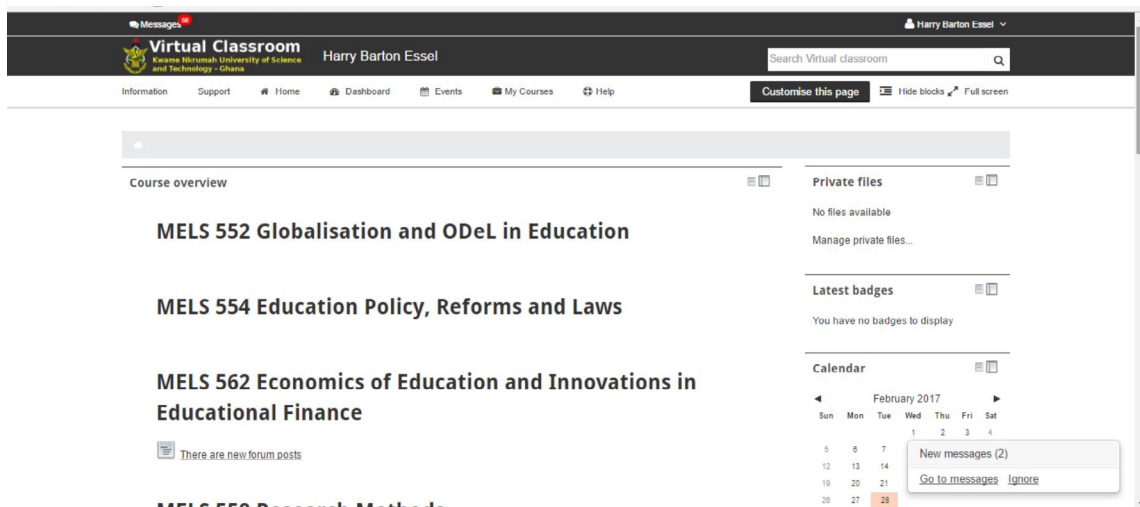 Messages 58
Harry Barton Essel
Virtual Classroom
Kwame Nkrumah University of Science
and Technology - Ghana
Harry Barton Essel
Search Virtual classroom
Information Support Home Dashboard Events My Courses Help
Customise this page Hide blocks Full screen
Course overview
MELS 552 Globalisation and ODeL in Education
MELS 554 Education Policy, Reforms and Laws
MELS 562 Economics of Education and Innovations in
Educational Finance
There are new forum posts
MELS 558 Research Methods
Private files
No files available
Manage private files...
Latest badges
You have no badges to display
Calendar
February 2017
Sun Mon Tue Wed Thu Fri Sat
1 2 3 4
5 6 7
12 13 14
19 20 21
26 27 28
New messages (2)
Go to messages Ignore